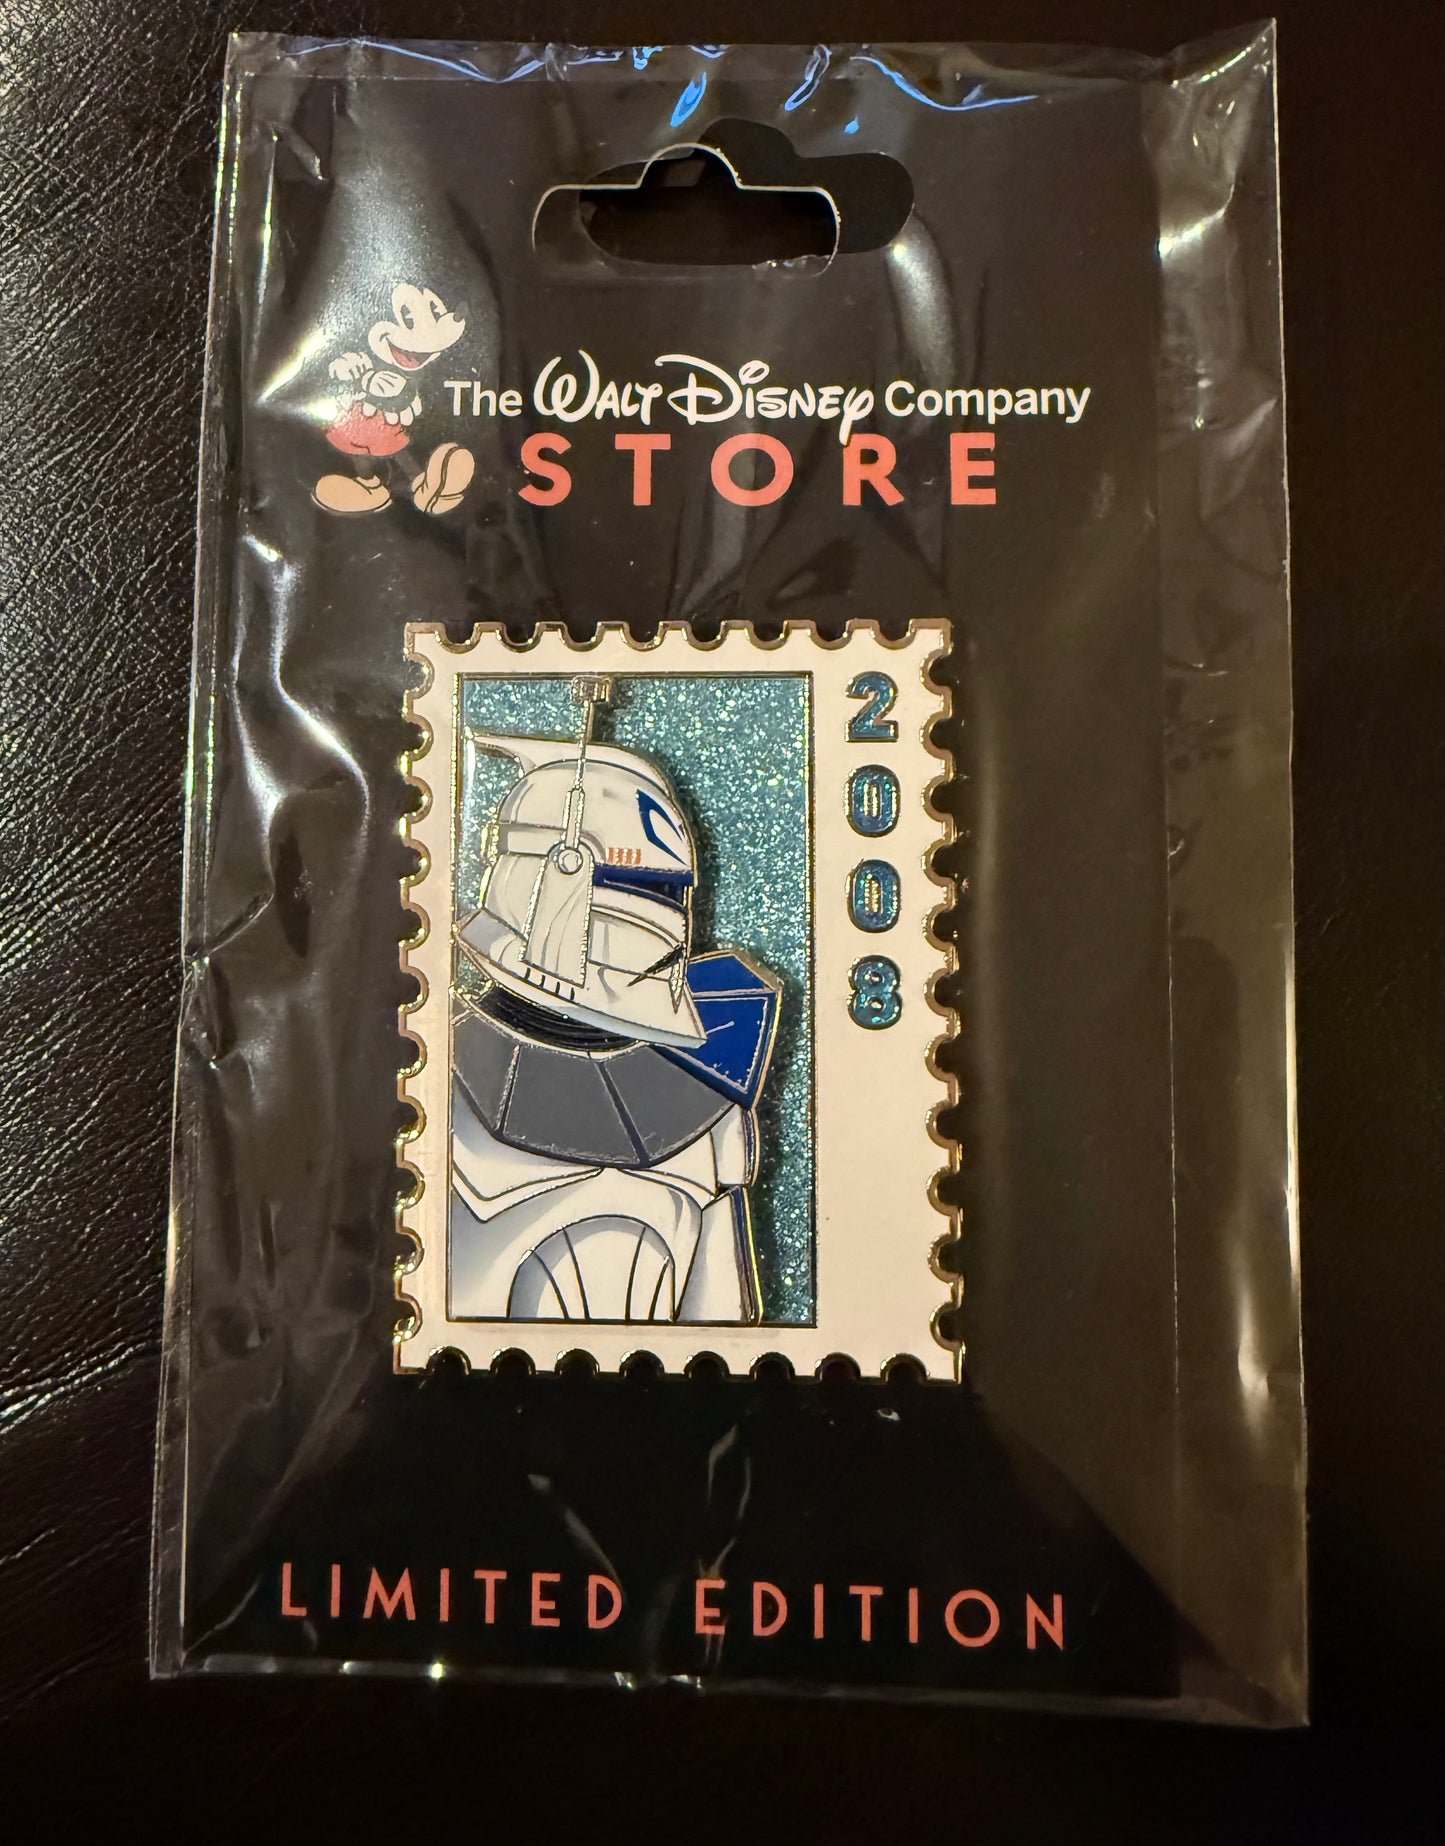 The Walt Disney Company
STORE
2008
LIMITED EDITION